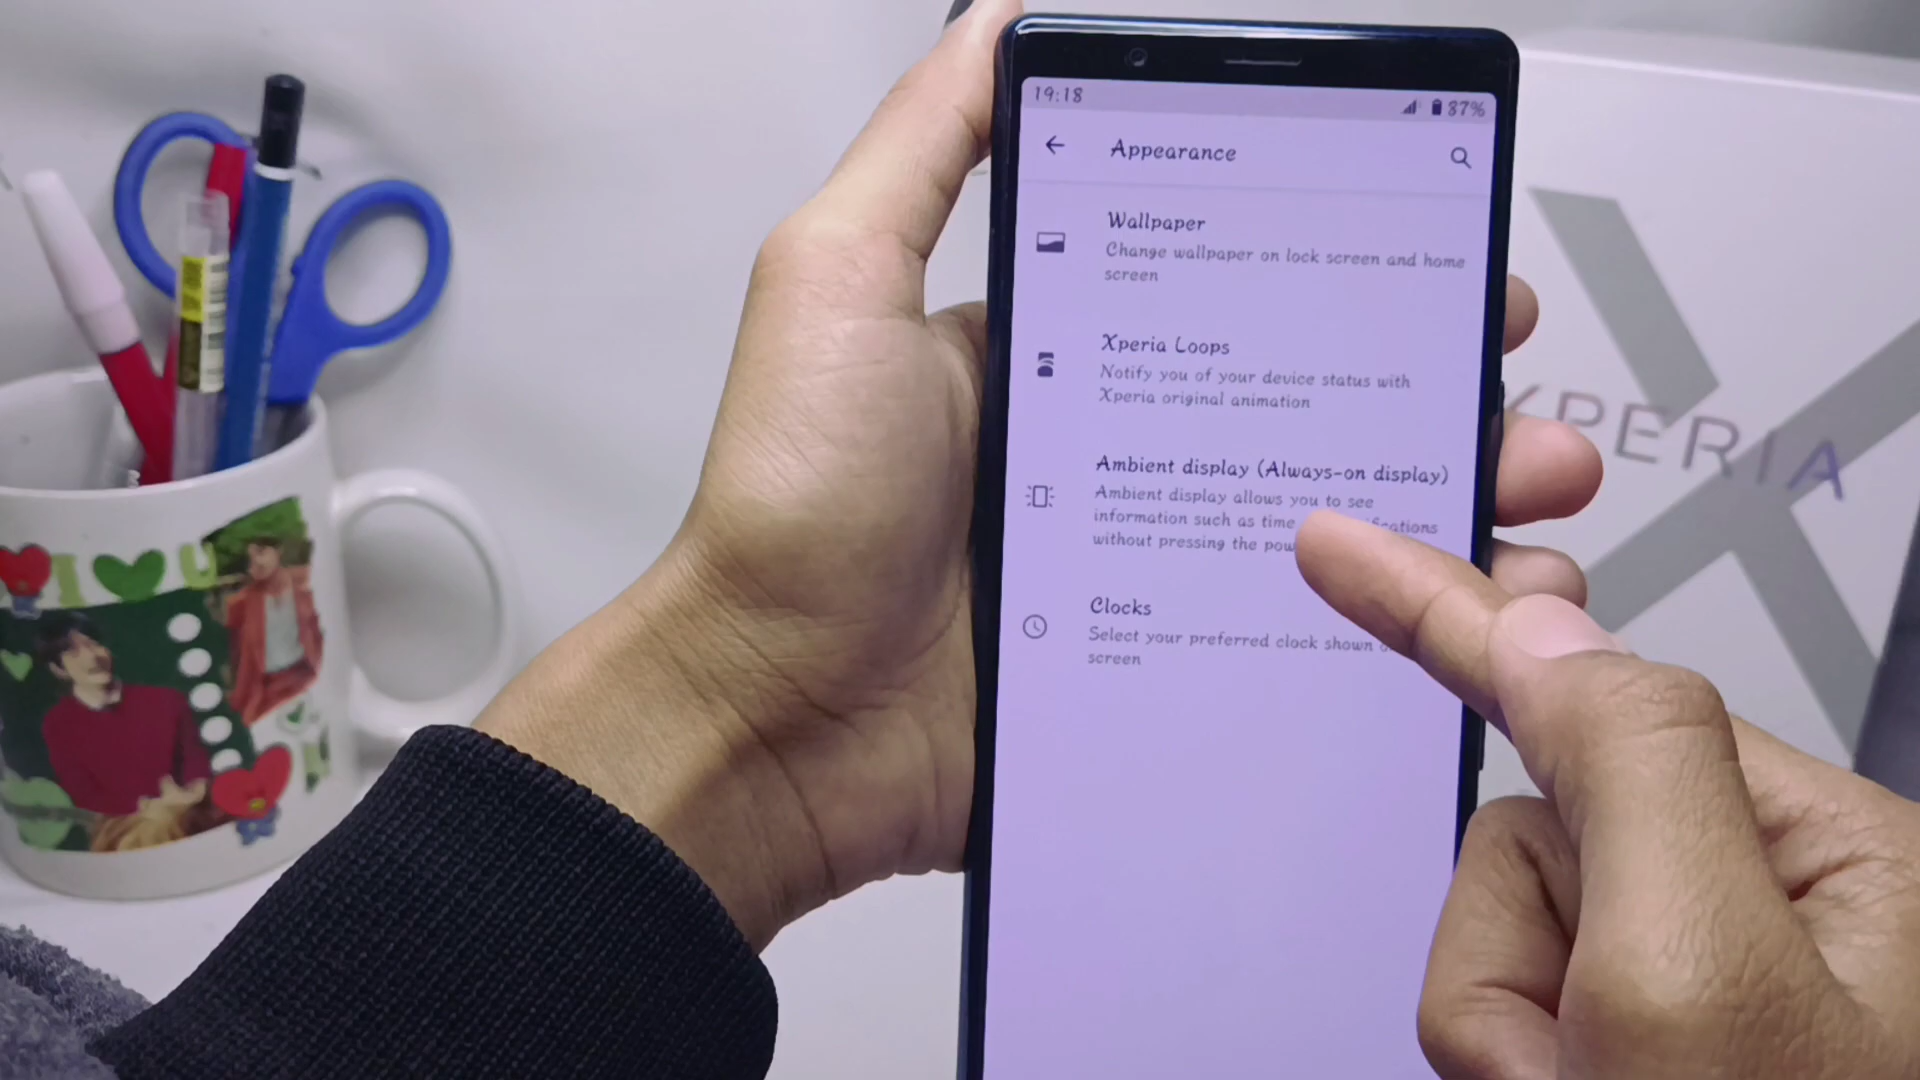 19:18
87%
Appearance
Wallpaper
Change wallpaper on lock screen and home
screen
Xperia Loops
Notify you of your device status with
Xperia original animation
Ambient display (Always-on display)
Ambient display allows you to see
information such as time
without pressing the
Clocks
Select your preferred clock shown
screen
XPERIA
I U